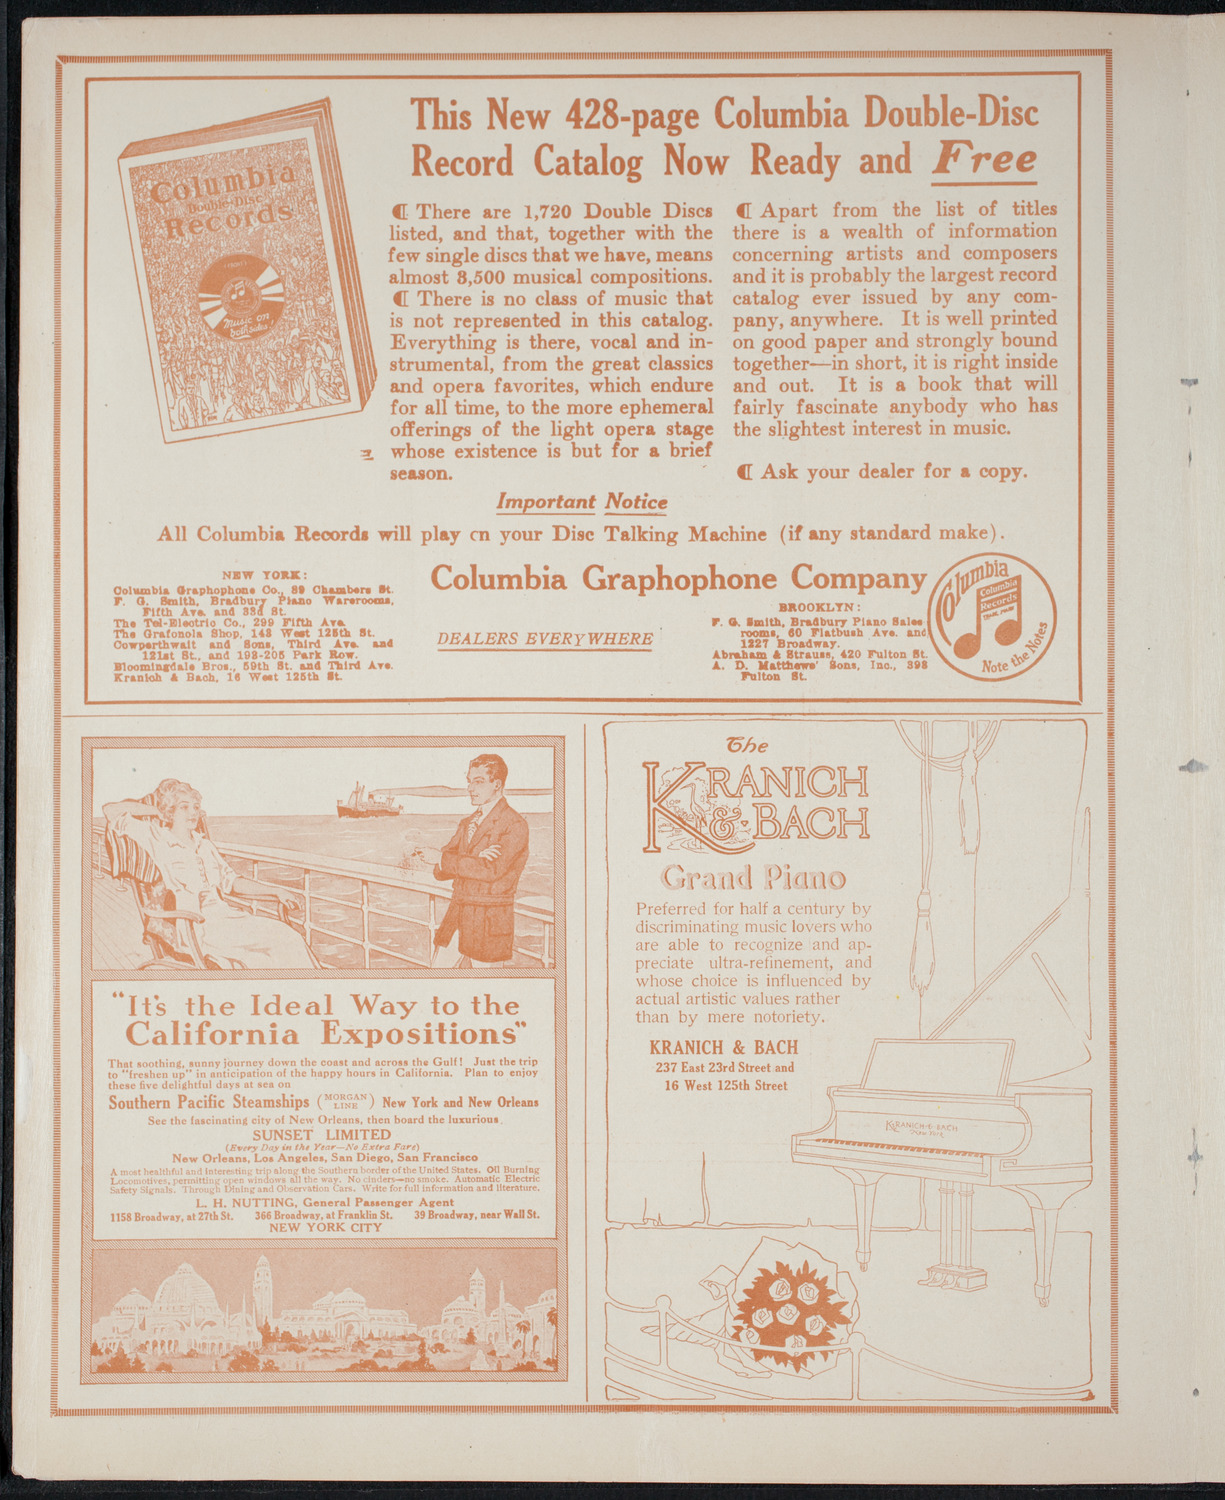 This New 428-page Columbia Double-Disc
Record Catalog Now Ready and Free
Columbia
Double-Disc
Records
Music on
both sides!
¶ There are 1,720 Double Discs
listed, and that, together with the
few single discs that we have, means
almost 3,500 musical compositions.
¶ There is no class of music that
is not represented in this catalog.
Everything is there, vocal and in-
strumental, from the great classics
and opera favorites, which endure
for all time, to the more ephemeral
offerings of the light opera stage
whose existence is but for a brief
season.
¶ Apart from the list of titles
there is a wealth of information
concerning artists and composers
and it is probably the largest record
catalog ever issued by any com-
pany, anywhere. It is well printed
on good paper and strongly bound
together—in short, it is right inside
and out. It is a book that will
fairly fascinate anybody who has
the slightest interest in music.
¶ Ask your dealer for a copy.
Important Notice
All Columbia Records will play on your Disc Talking Machine (if any standard make).
NEW YORK:
Columbia Graphophone Co., 89 Chambers St.
F. G. Smith, Bradbury Piano Warerooms,
Fifth Ave. and 33d St.
The Tel-Electric Co., 299 Fifth Ave.
The Grafonola Shop, 143 West 125th St.
Cowperthwait and Sons, Third Ave. and
121st St., and 193-205 Park Row.
Bloomingdale Bros., 59th St. and Third Ave.
Kranich & Bach, 16 West 125th St.
Columbia Graphophone Company
DEALERS EVERYWHERE
BROOKLYN:
F. G. Smith, Bradbury Piano Sales-
rooms, 60 Flatbush Ave. and
1227 Broadway.
Abraham & Strauss, 420 Fulton St.
A. D. Matthews' Sons, Inc., 398
Fulton St.
Columbia
Columbia
Records
TRADE MARK
Note the Notes
"It's the Ideal Way to the
California Expositions"
That soothing, sunny journey down the coast and across the Gulf! Just the trip
to "freshen up" in anticipation of the happy hours in California. Plan to enjoy
these five delightful days at sea on
Southern Pacific Steamships (MORGAN LINE) New York and New Orleans
See the fascinating city of New Orleans, then board the luxurious
SUNSET LIMITED
(Every Day in the Year—No Extra Fare)
New Orleans, Los Angeles, San Diego, San Francisco
A most healthful and interesting trip along the Southern border of the United States. Oil Burning
Locomotives, permitting open windows all the way. No cinders—no smoke. Automatic Electric
Safety Signals. Through Dining and Observation Cars. Write for full information and literature.
L. H. NUTTING, General Passenger Agent
1158 Broadway, at 27th St. 366 Broadway, at Franklin St. 39 Broadway, near Wall St.
NEW YORK CITY
The
KRANICH
& BACH
Grand Piano
Preferred for half a century by
discriminating music lovers who
are able to recognize and ap-
preciate ultra-refinement, and
whose choice is influenced by
actual artistic values rather
than by mere notoriety.
KRANICH & BACH
237 East 23rd Street and
16 West 125th Street
KRANICH & BACH
New York